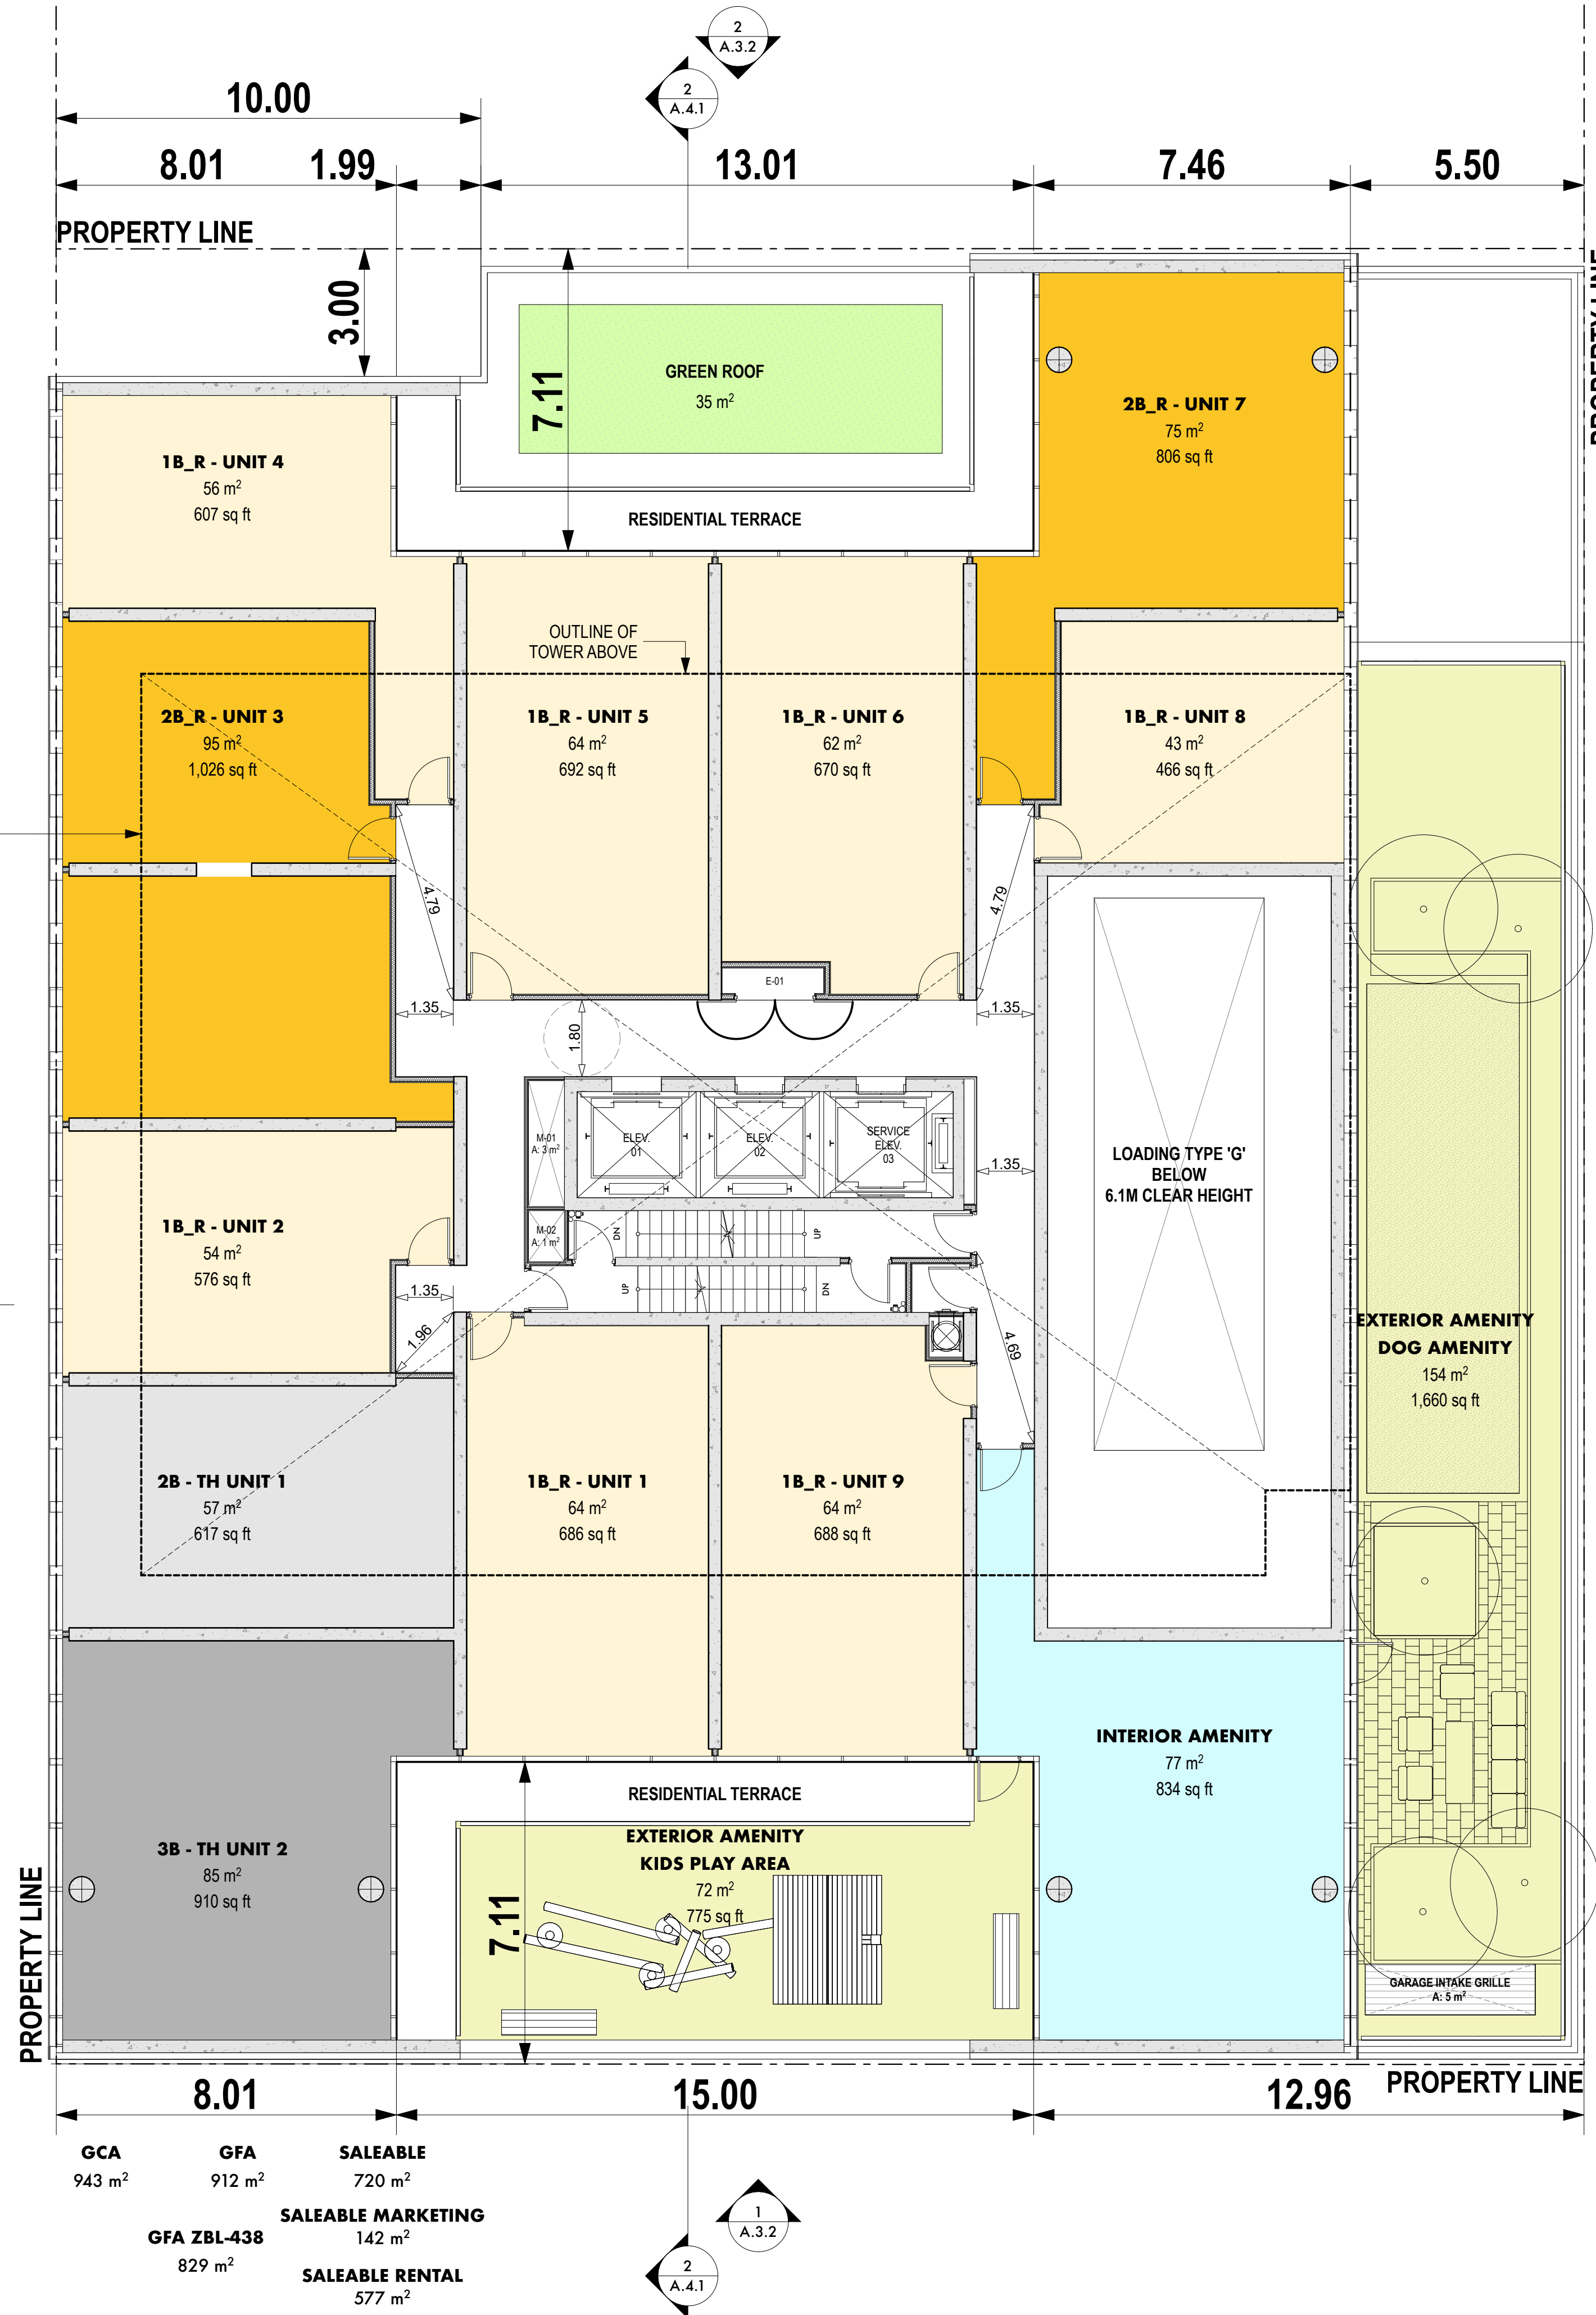 2
A.3.2
2
A.4.1
10.00
8.01
1.99
13.01
7.46
5.50
PROPERTY LINE
PROPERTY LINE
3.00
7.11
GREEN ROOF
35 m²
RESIDENTIAL TERRACE
2B_R - UNIT 7
75 m²
806 sq ft
1B_R - UNIT 4
56 m²
607 sq ft
OUTLINE OF
TOWER ABOVE
2B_R - UNIT 3
95 m²
1,026 sq ft
1B_R - UNIT 5
64 m²
692 sq ft
1B_R - UNIT 6
62 m²
670 sq ft
1B_R - UNIT 8
43 m²
466 sq ft
4.79
4.79
E-01
1.35
1.80
1.35
M-01
A: 3 m²
ELEV.
01
ELEV.
02
SERVICE
ELEV.
03
1.35
LOADING TYPE 'G'
BELOW
6.1M CLEAR HEIGHT
M-02
A: 1 m²
DN
UP
UP
DN
1B_R - UNIT 2
54 m²
576 sq ft
1.35
1.96
4.69
EXTERIOR AMENITY
DOG AMENITY
154 m²
1,660 sq ft
2B - TH UNIT 1
57 m²
617 sq ft
1B_R - UNIT 1
64 m²
686 sq ft
1B_R - UNIT 9
64 m²
688 sq ft
INTERIOR AMENITY
77 m²
834 sq ft
RESIDENTIAL TERRACE
EXTERIOR AMENITY
KIDS PLAY AREA
72 m²
775 sq ft
7.11
3B - TH UNIT 2
85 m²
910 sq ft
GARAGE INTAKE GRILLE
A: 5 m²
PROPERTY LINE
PROPERTY LINE
8.01
15.00
12.96
GCA
943 m²
GFA
912 m²
SALEABLE
720 m²
GFA ZBL-438
829 m²
SALEABLE MARKETING
142 m²
SALEABLE RENTAL
577 m²
1
A.3.2
2
A.4.1